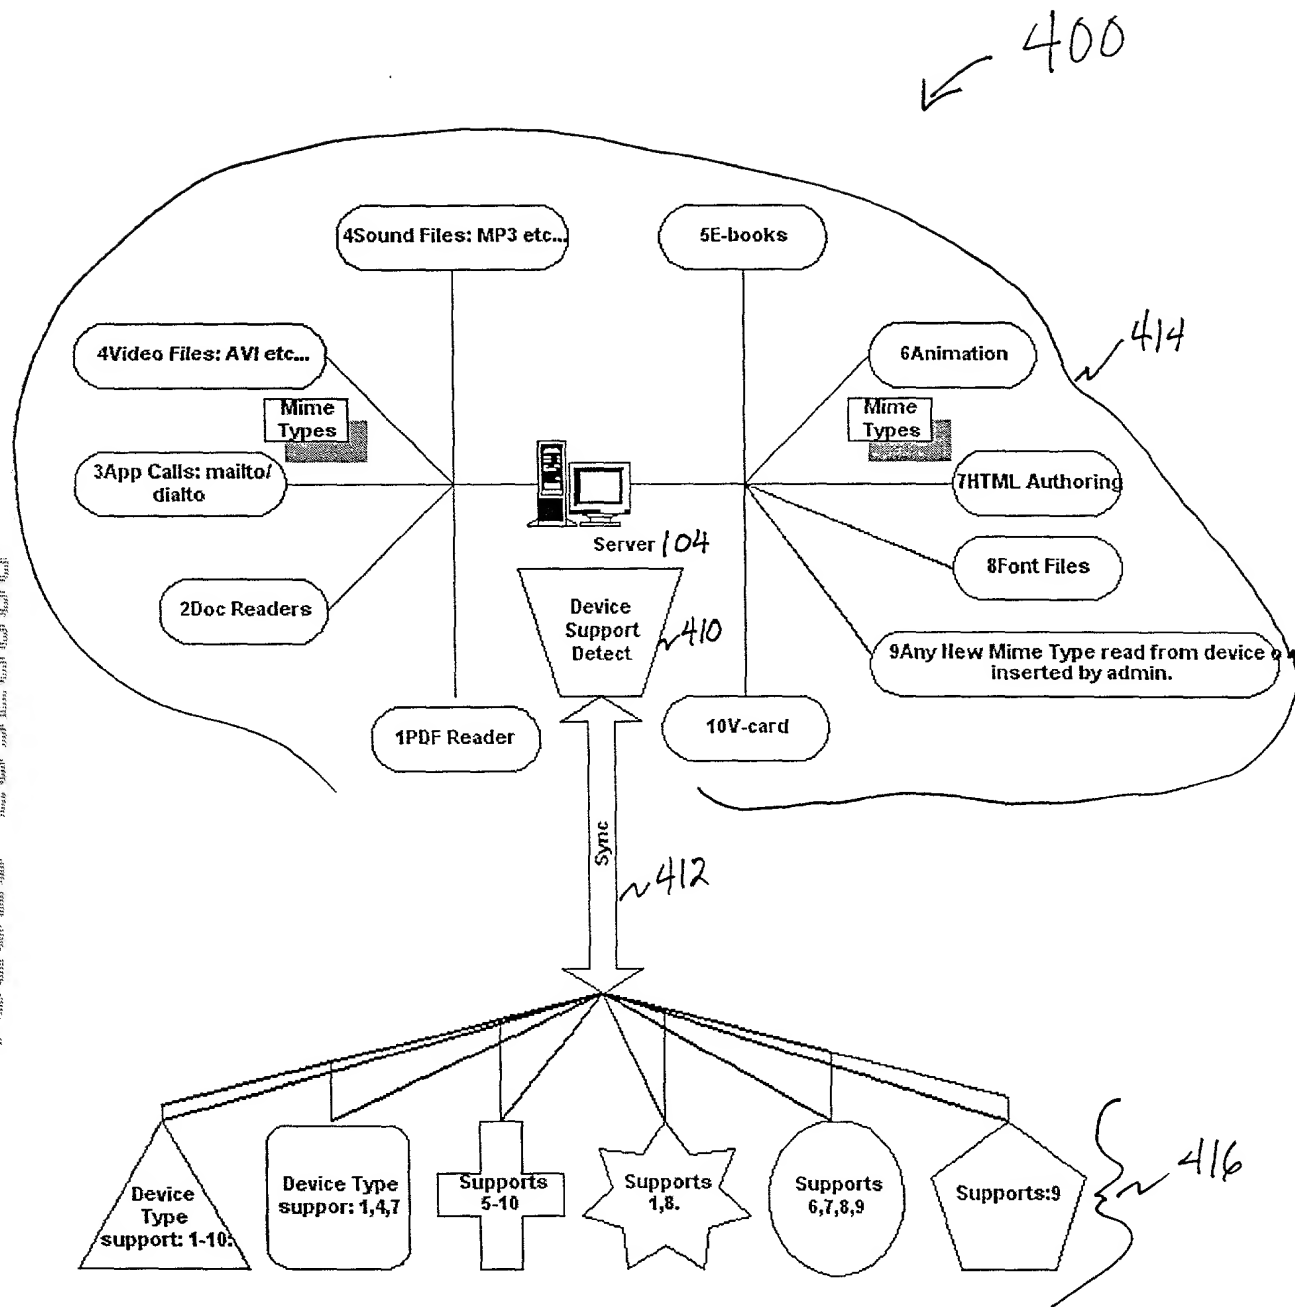 400
4Sound Files: MP3 etc...
5E-books
4Video Files: AVI etc...
6Animation
414
Mime
Types
Mime
Types
3App Calls: mailto/
dialto
7HTML Authoring
Server 104
8Font Files
2Doc Readers
Device
Support
Detect
410
9Any New Mime Type read from device o
inserted by admin.
1PDF Reader
10V-card
Sync
412
Device
Type
support: 1-10:
Device Type
suppor: 1,4,7
Supports
5-10
Supports
1,8.
Supports
6,7,8,9
Supports:9
416